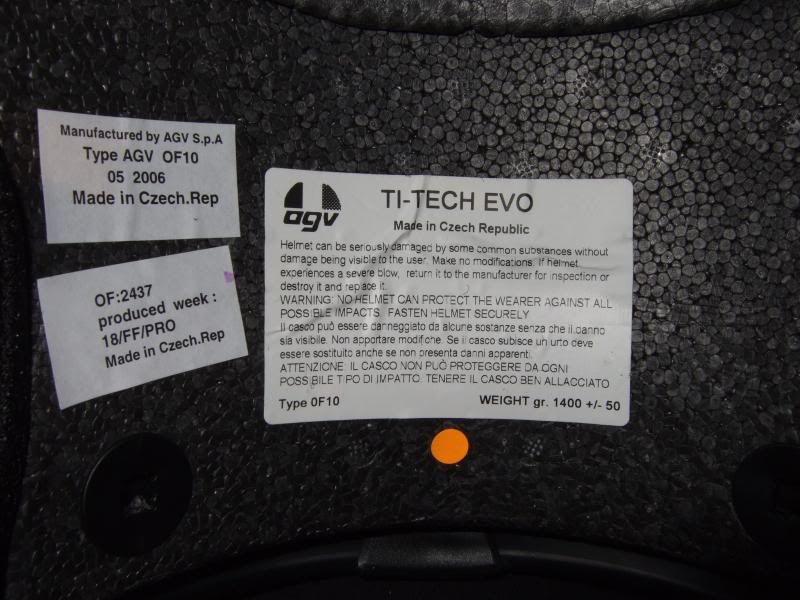 Manufactured by AGV S.p.A
Type AGV OF10
05 2006
Made in Czech.Rep
OF:2437
produced week :
18/FF/PRO
Made in Czech.Rep
agv
TI-TECH EVO
Made in Czech Republic
Helmet can be seriously damaged by some common substances without
damage being visible to the user. Make no modifications. If helmet
experiences a severe blow, return it to the manufacturer for inspection or
destroy it and replace it.
WARNING: NO HELMET CAN PROTECT THE WEARER AGAINST ALL
POSSIBLE IMPACTS. FASTEN HELMET SECURELY
Il casco può essere danneggiato da alcune sostanze senza che il danno
sia visibile. Non apportare modifiche. Se il casco subisce un urto deve
essere sostituito anche se non presenta danni apparenti.
ATTENZIONE: IL CASCO NON PUÒ PROTEGGERE DA OGNI
POSSIBILE TIPO DI IMPATTO. TENERE IL CASCO BEN ALLACCIATO
Type 0F10 WEIGHT gr. 1400 +/- 50